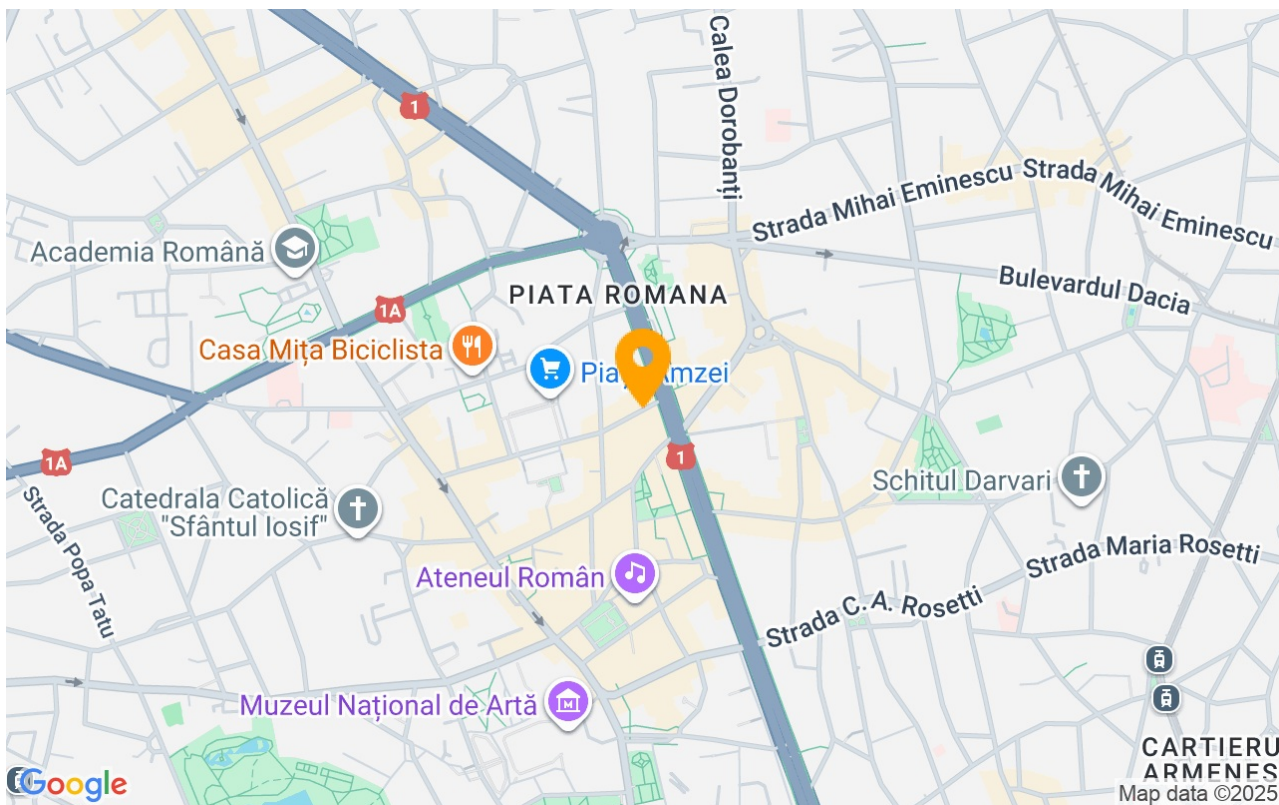 Calea Dorobanți
1
Strada Mihai Eminescu
Strada Mihai
Eminescu
Academia Română
Bulevardul Dacia
PIATA ROMANA
1A
Casa Mița Biciclista
Amzei
1
1A
Schitul Darvari
Catedrala Catolică
"Sfântul Iosif"
Strada Popa Tatu
Strada Maria Rosetti
Ateneul Român
Strada C. A. Rosetti
Muzeul Național de Artă
M
CARTIERU
ARMENES
Google
Map data ©2025